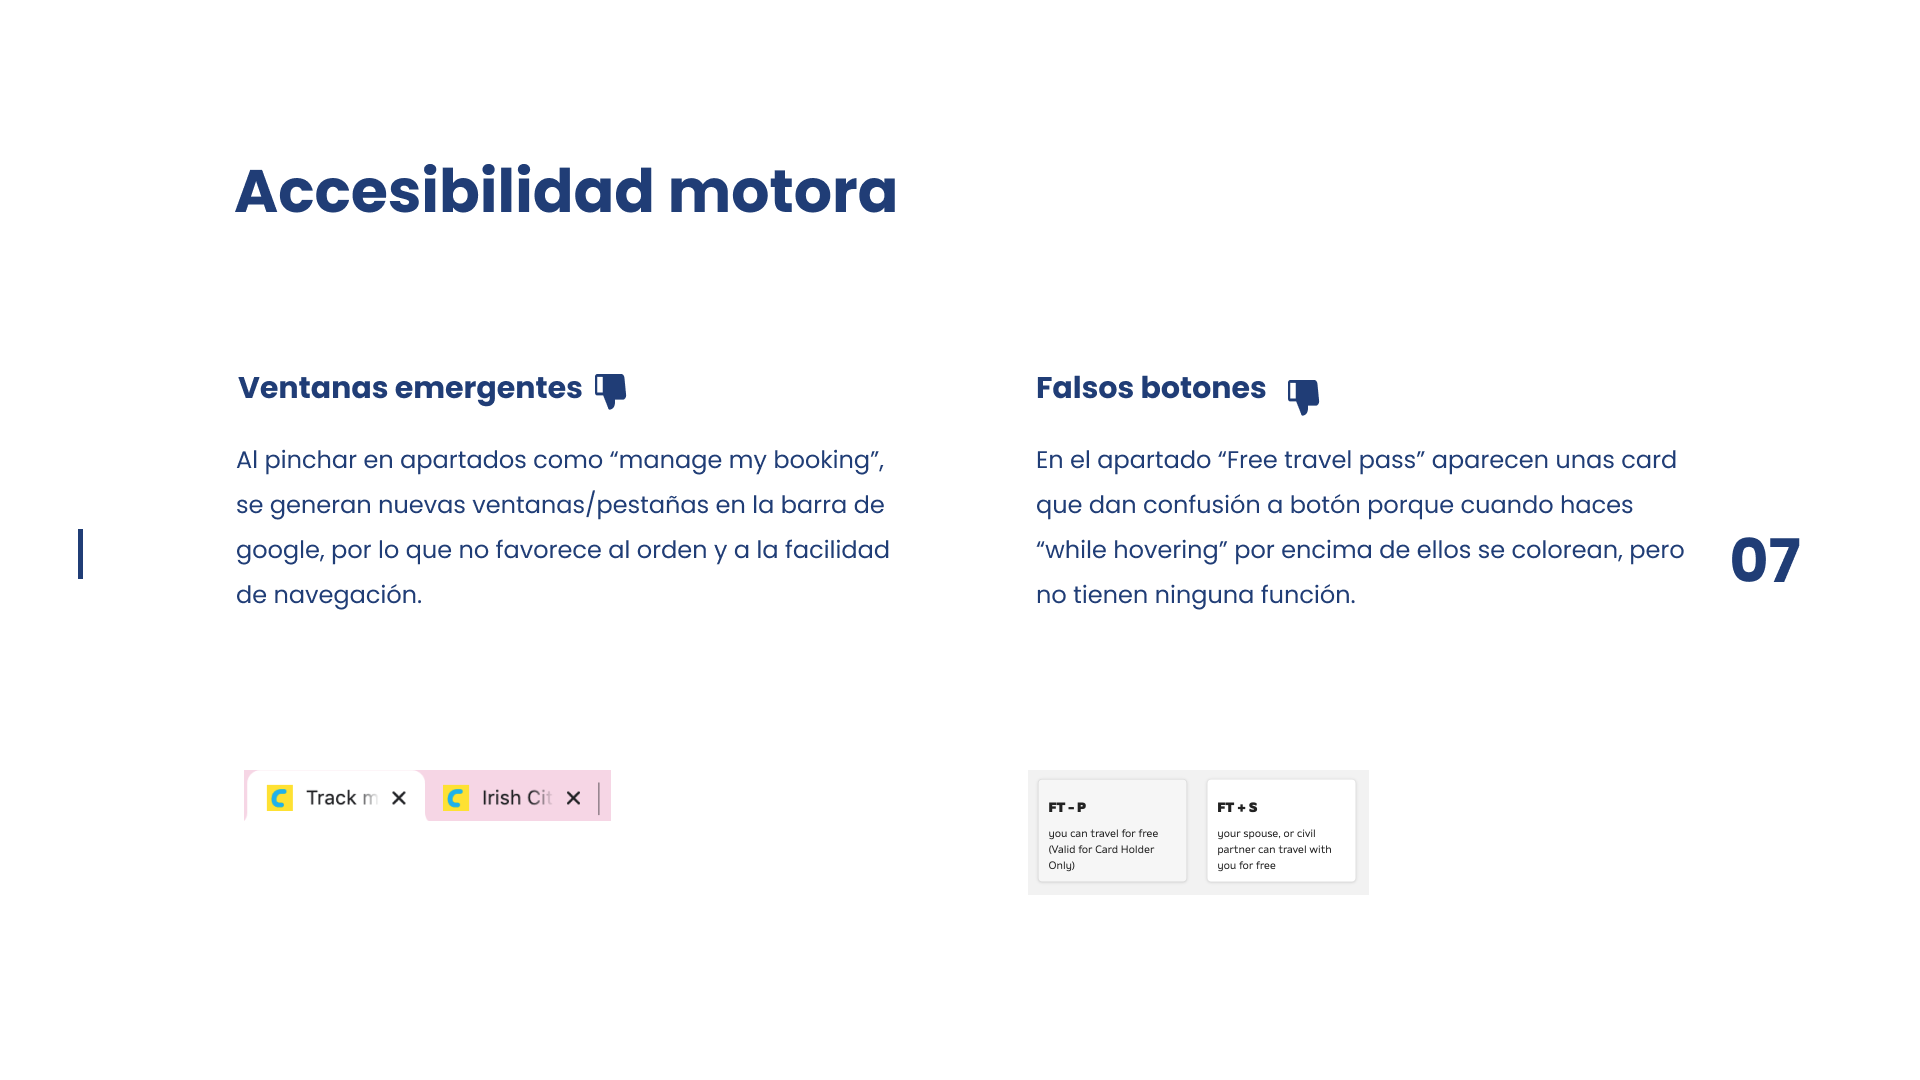 Accesibilidad motora
Ventanas emergentes
Al pinchar en apartados como “manage my booking”,
se generan nuevas ventanas/pestañas en la barra de
google, por lo que no favorece al orden y a la facilidad
de navegación.
Track m
Irish Cit
Falsos botones
En el apartado “Free travel pass” aparecen unas card
que dan confusión a botón porque cuando haces
“while hovering” por encima de ellos se colorean, pero
no tienen ninguna función.
07
FT - P
you can travel for free
(Valid for Card Holder
Only)
FT + S
your spouse, or civil
partner can travel with
you for free